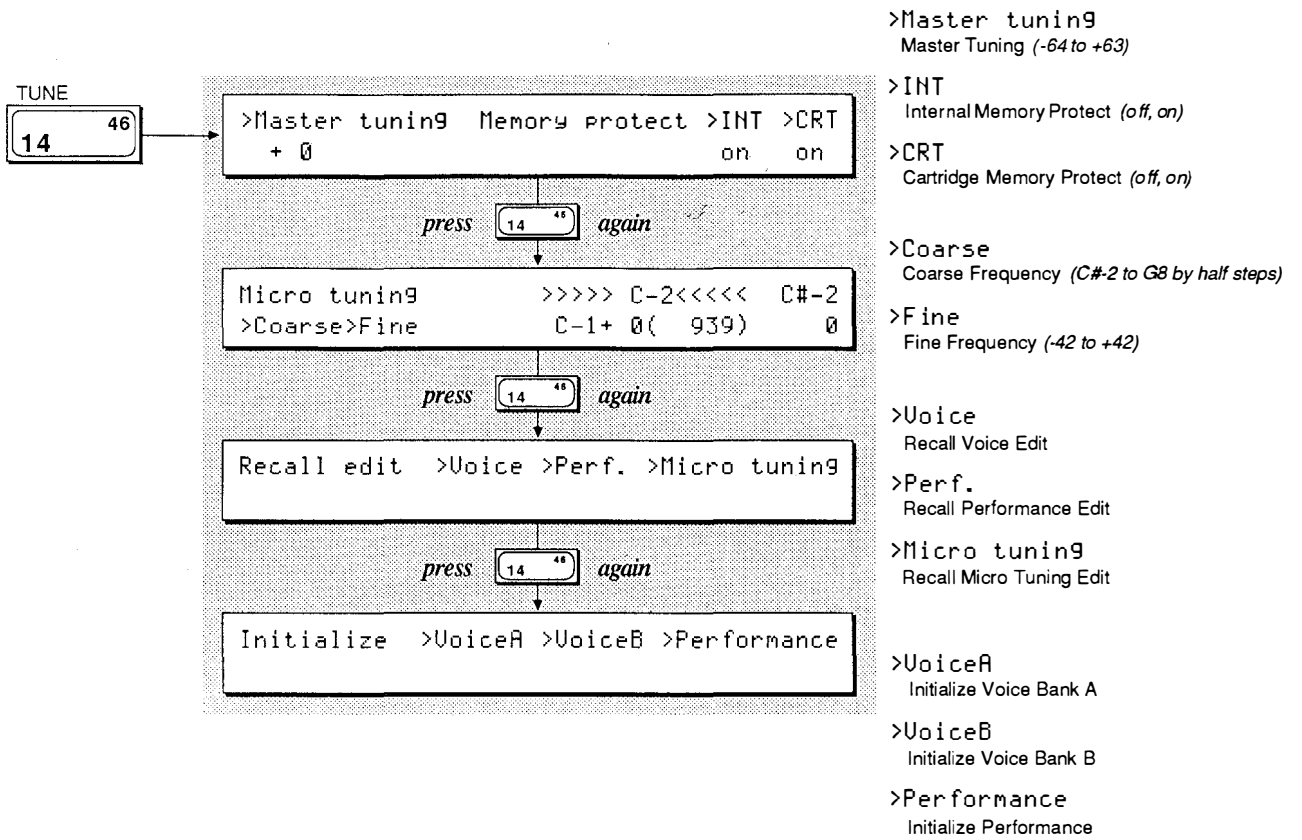 TUNE
14 46
>Master tuning Memory protect >INT >CRT
+ 0 on on
press 14 46 again
Micro tuning >>>>> C-2<<<<< C#-2
>Coarse>Fine C-1+ 0( 939) 0
press 14 46 again
Recall edit >Voice >Perf. >Micro tuning
press 14 46 again
Initialize >VoiceA >VoiceB >Performance
>Master tuning
Master Tuning (-64 to +63)
>INT
Internal Memory Protect (off, on)
>CRT
Cartridge Memory Protect (off, on)
>Coarse
Coarse Frequency (C#-2 to G8 by half steps)
>Fine
Fine Frequency (-42 to +42)
>Voice
Recall Voice Edit
>Perf.
Recall Performance Edit
>Micro tuning
Recall Micro Tuning Edit
>VoiceA
Initialize Voice Bank A
>VoiceB
Initialize Voice Bank B
>Performance
Initialize Performance